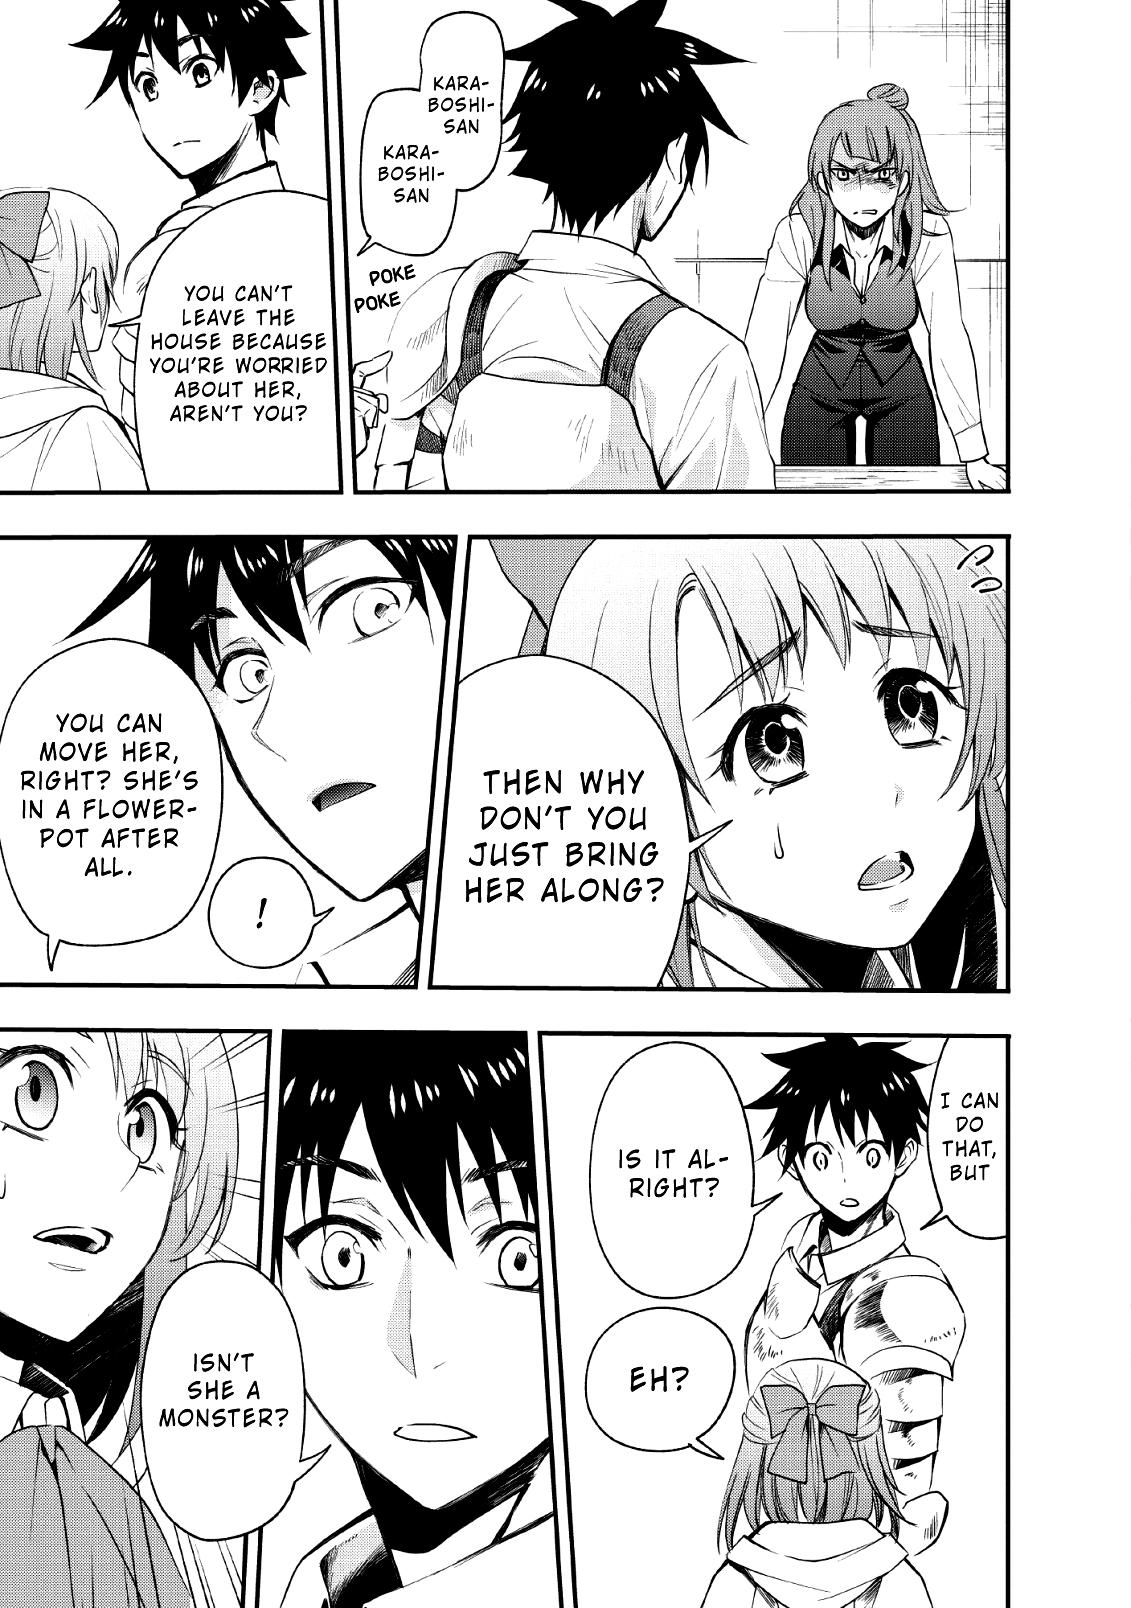 KARA-
BOSHI-
SAN
KARA-
BOSHI-
SAN
POKE
POKE
YOU CAN'T
LEAVE THE
HOUSE BECAUSE
YOU'RE WORRIED
ABOUT HER,
AREN'T YOU?
THEN WHY
DON'T YOU
JUST BRING
HER ALONG?
!
YOU CAN
MOVE HER,
RIGHT? SHE'S
IN A FLOWER-
POT AFTER
ALL.
I CAN
DO
THAT,
BUT
IS IT AL-
RIGHT?
EH?
ISN'T
SHE A
MONSTER?